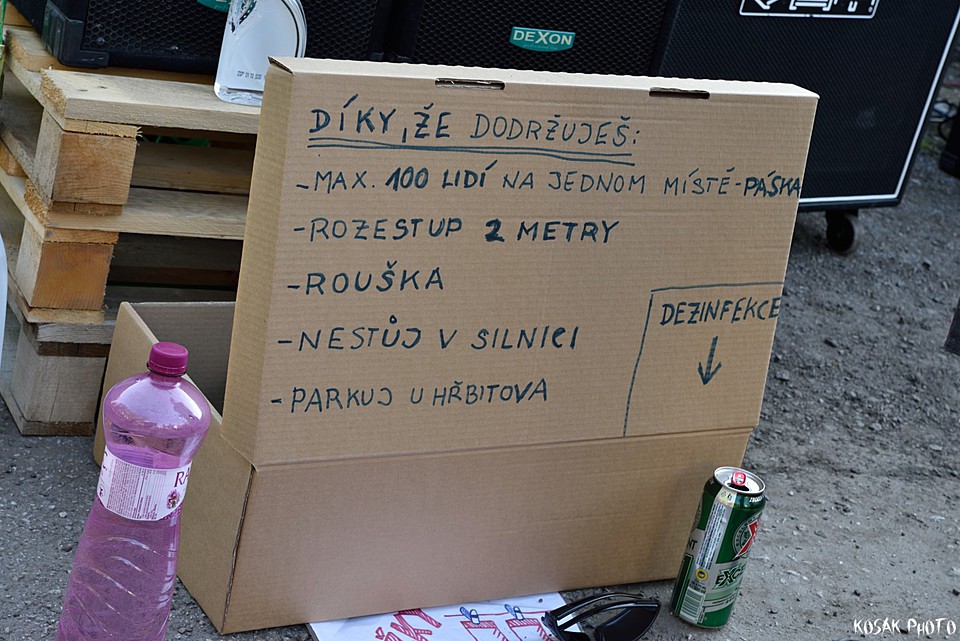 DEXON
DÍKY, ŽE DODRŽUJEŠ:
-MAX. 100 LIDÍ NA JEDNOM MÍSTĚ-PÁSKA
-ROZESTUP 2 METRY
-ROUŠKA
-NESTŮJ V SILNICI
-PARKUJ U HŘBITOVA
DEZINFEKCE
KOSAK PHOTO